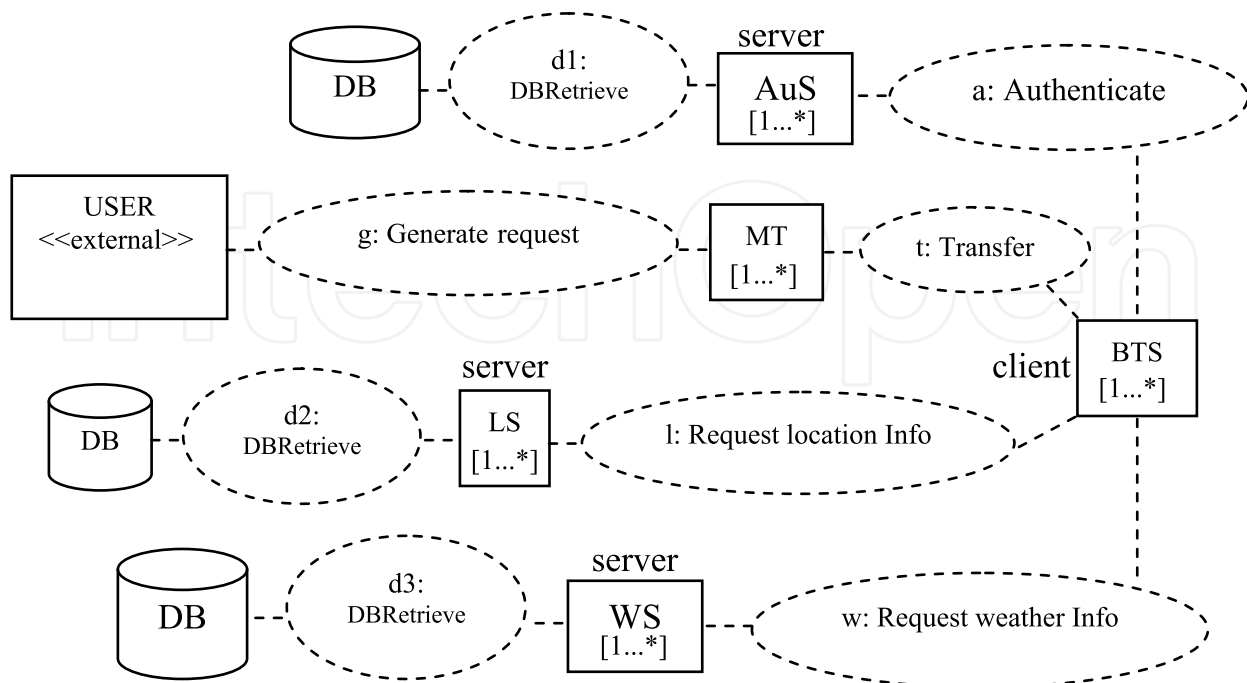 server
DB
d1:
DBRetrieve
AuS
[1...*]
a: Authenticate
USER
<<external>>
g: Generate request
MT
[1...*]
t: Transfer
IntechOpen
client
BTS
[1...*]
server
DB
d2:
DBRetrieve
LS
[1...*]
l: Request location Info
server
DB
d3:
DBRetrieve
WS
[1...*]
w: Request weather Info